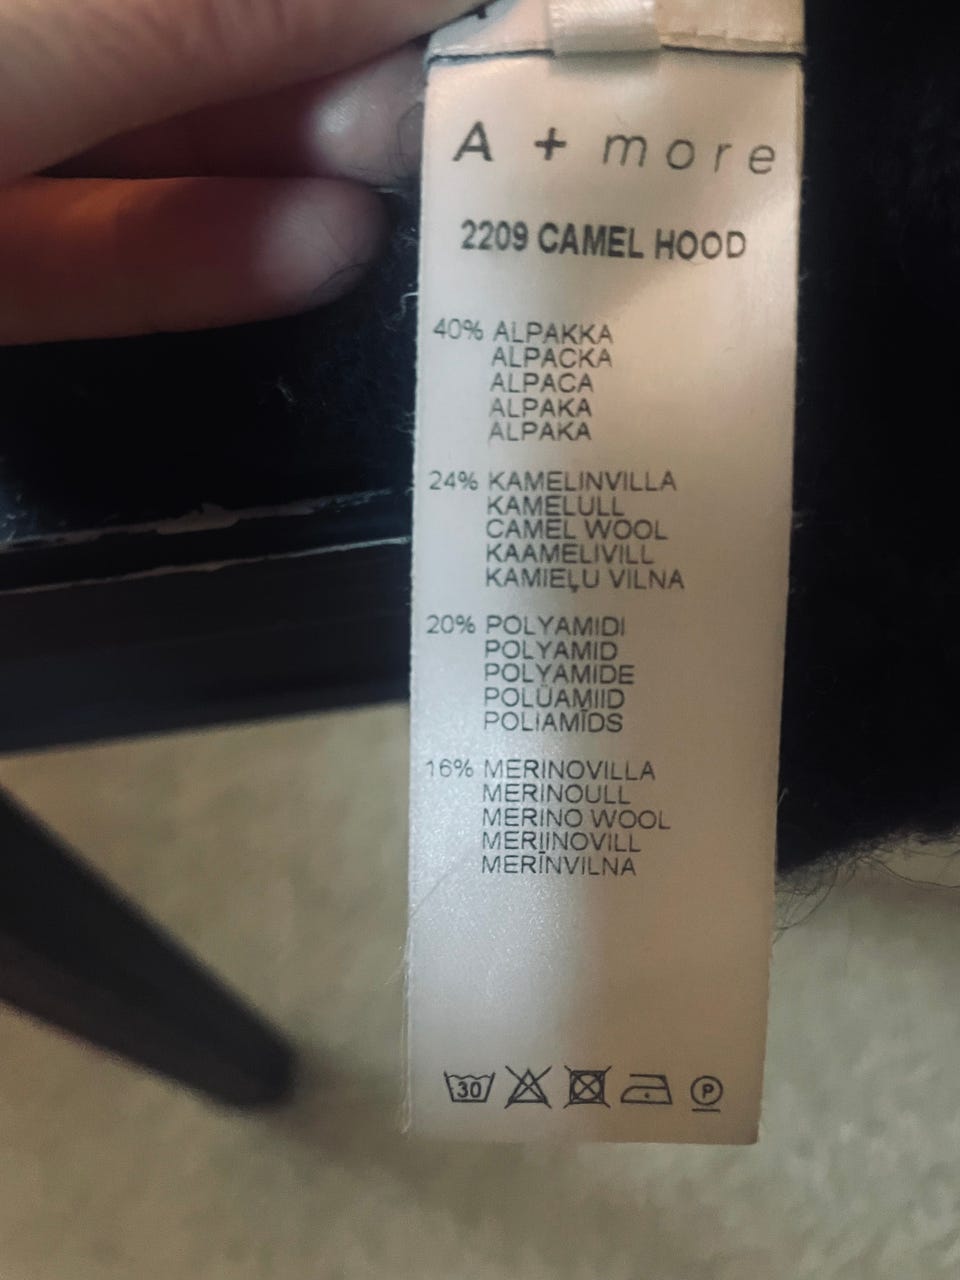 A + more
2209 CAMEL HOOD
40% ALPAKKA
ALPACKA
ALPACA
ALPAKA
ALPAKA
24% KAMELINVILLA
KAMELULL
CAMEL WOOL
KAAMELIVILL
KAMIEĻU VILNA
20% POLYAMIDI
POLYAMID
POLYAMIDE
POLÜAMIID
POLIAMĪDS
16% MERINOVILLA
MERINOULL
MERINO WOOL
MERIINOVILL
MERĪNVILNA
30
P